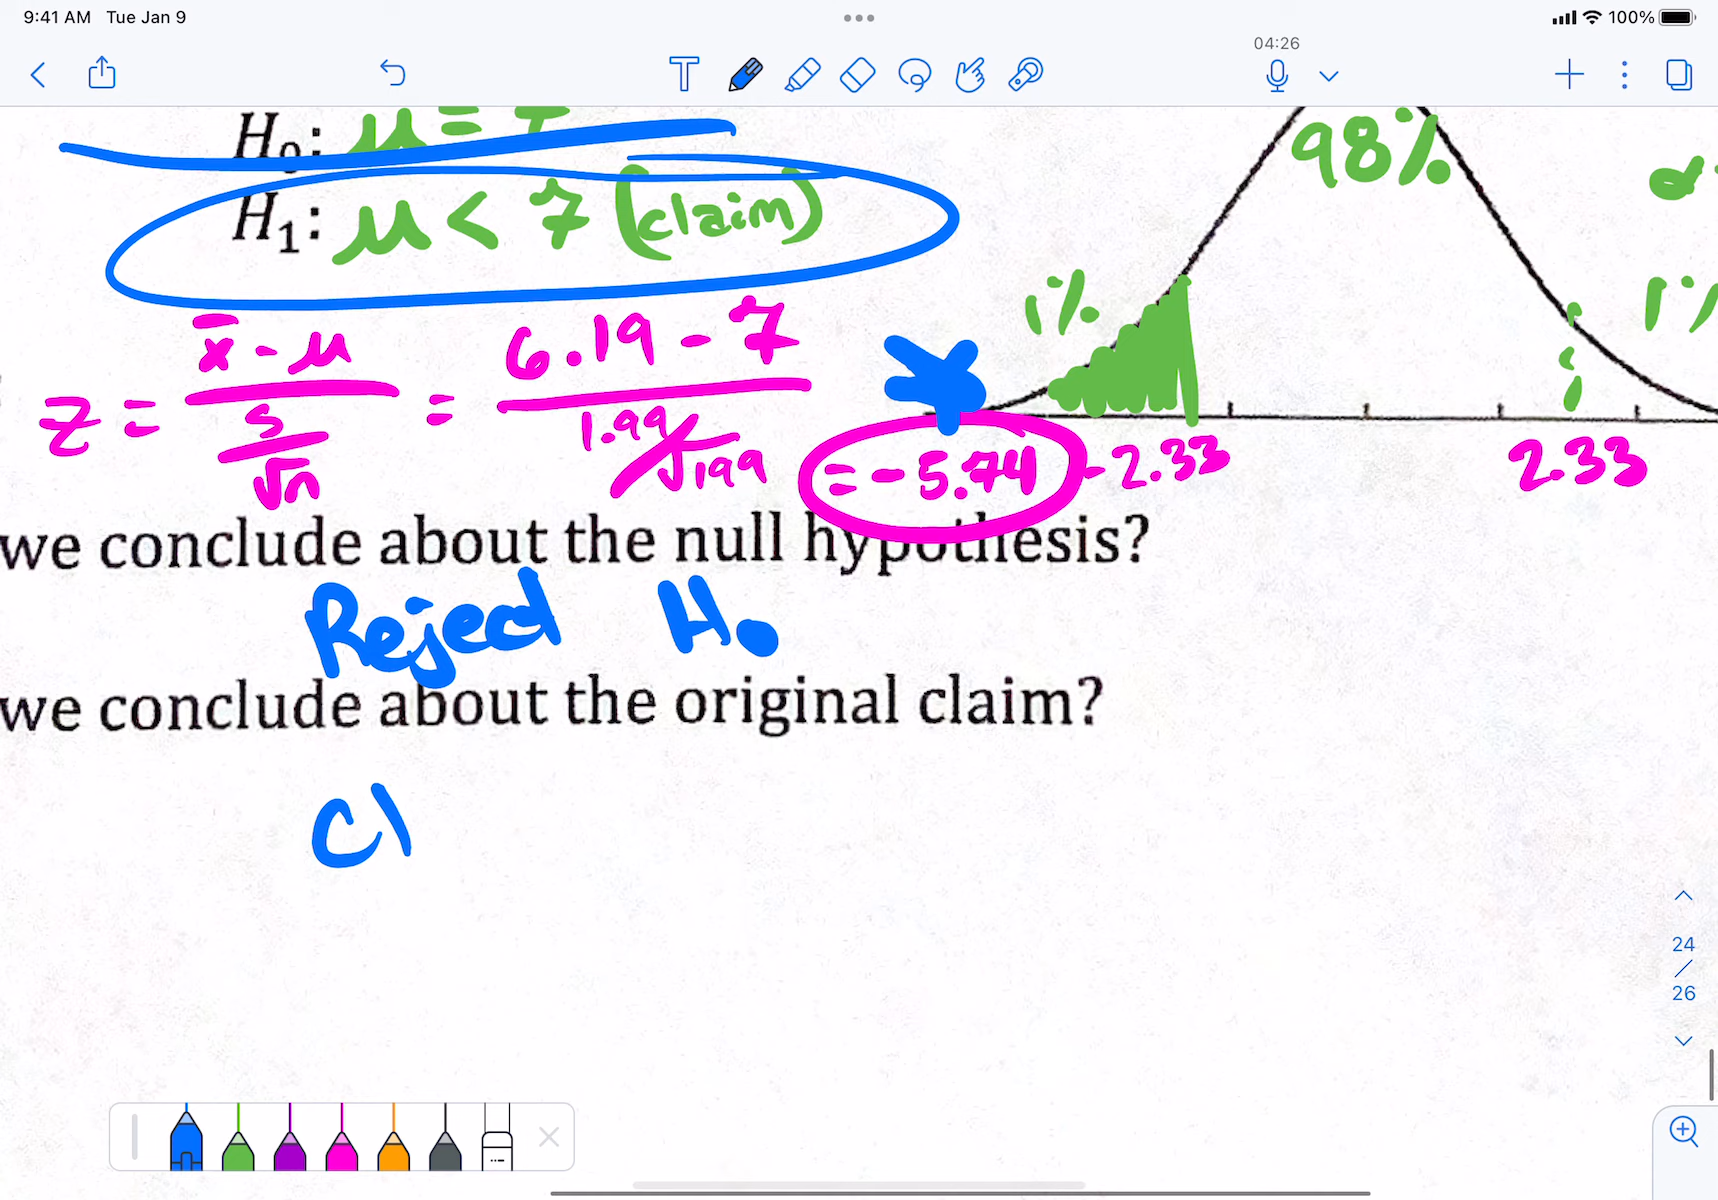 9:41 AM Tue Jan 9
100%
04:26
H₀: μ =
98%
H₁: μ < 7 (claim)
1%
1%
z = x̄ - μ / s/√n = 6.19 - 7 / 1.99/√199 = -5.74
-2.33
2.33
we conclude about the null hypothesis?
Reject H₀
we conclude about the original claim?
Cl
24
/
26